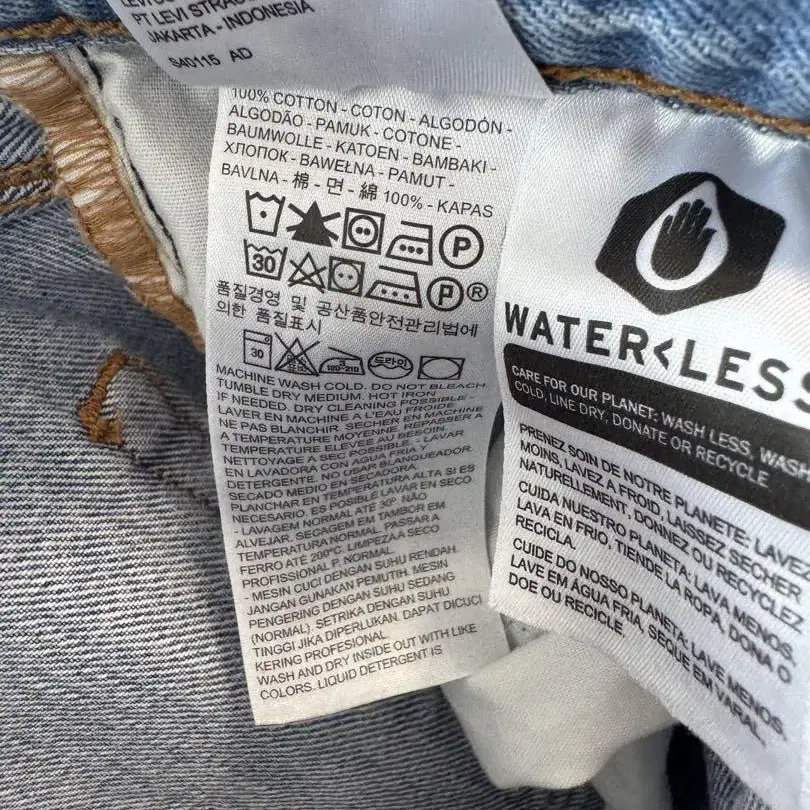 PT LEVI STRAUSS
JAKARTA - INDONESIA
S40115 AD
100% COTTON - COTON - ALGODÓN -
ALGODÃO - PAMUK - COTONE -
BAUMWOLLE - KATOEN - BAMBAKI -
ХЛОПОК - BAWEŁNA - PAMUT -
BAVLNA - 棉 - 면 - 綿 100% - KAPAS
P
30 P®
품질경영 및 공산품안전관리법에
의한 품질표시
30 180-210 드라이
MACHINE WASH COLD. DO NOT BLEACH.
TUMBLE DRY MEDIUM. HOT IRON
IF NEEDED. DRY CLEANING POSSIBLE -
LAVER EN MACHINE A L'EAU FROIDE
NE PAS BLANCHIR. SECHER EN MACHINE
A TEMPERATURE MOYENNE. REPASSER A
TEMPERATURE ELEVEE AU BESOIN.
NETTOYAGE A SEC POSSIBLE - LAVAR
EN LAVADORA CON AGUA FRIA Y
DETERGENTE. NO USAR BLANQUEADOR.
SECADO MEDIO EN SECADORA.
PLANCHAR EN TEMPERATURA ALTA SI ES
NECESARIO. ES POSIBLE LAVAR EN SECO
- LAVAGEM NORMAL ATÉ 30º. NÃO
ALVEJAR. SECAGEM EM TAMBOR EM
TEMPERATURA NORMAL. PASSAR A
FERRO ATÉ 200ºC. LIMPEZA A SECO
PROFISSIONAL P. NORMAL.
- MESIN CUCI DENGAN SUHU RENDAH.
JANGAN GUNAKAN PEMUTIH. MESIN
PENGERING DENGAN SUHU SEDANG
(NORMAL). SETRIKA DENGAN SUHU
TINGGI JIKA DIPERLUKAN. DAPAT DICUCI
KERING PROFESIONAL
WASH AND DRY INSIDE OUT WITH LIKE
COLORS. LIQUID DETERGENT IS
WATER<LESS
CARE FOR OUR PLANET: WASH LESS, WASH
COLD, LINE DRY, DONATE OR RECYCLE
PRENEZ SOIN DE NOTRE PLANETE: LAVEZ
MOINS, LAVEZ A FROID, LAISSEZ SECHER
NATURELLEMENT, DONNEZ OU RECYCLEZ
CUIDA NUESTRO PLANETA: LAVA MENOS,
LAVA EN FRIO, TIENDE LA ROPA, DONA O
RECICLA.
CUIDE DO NOSSO PLANETA: LAVE MENOS,
LAVE EM ÁGUA FRIA, SEQUE EM VARAL,
DOE OU RECICLE.